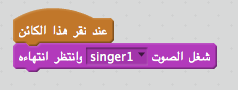 عند نقر هذا الكائن
شغل الصوت singer1 وانتظر انتهاءه